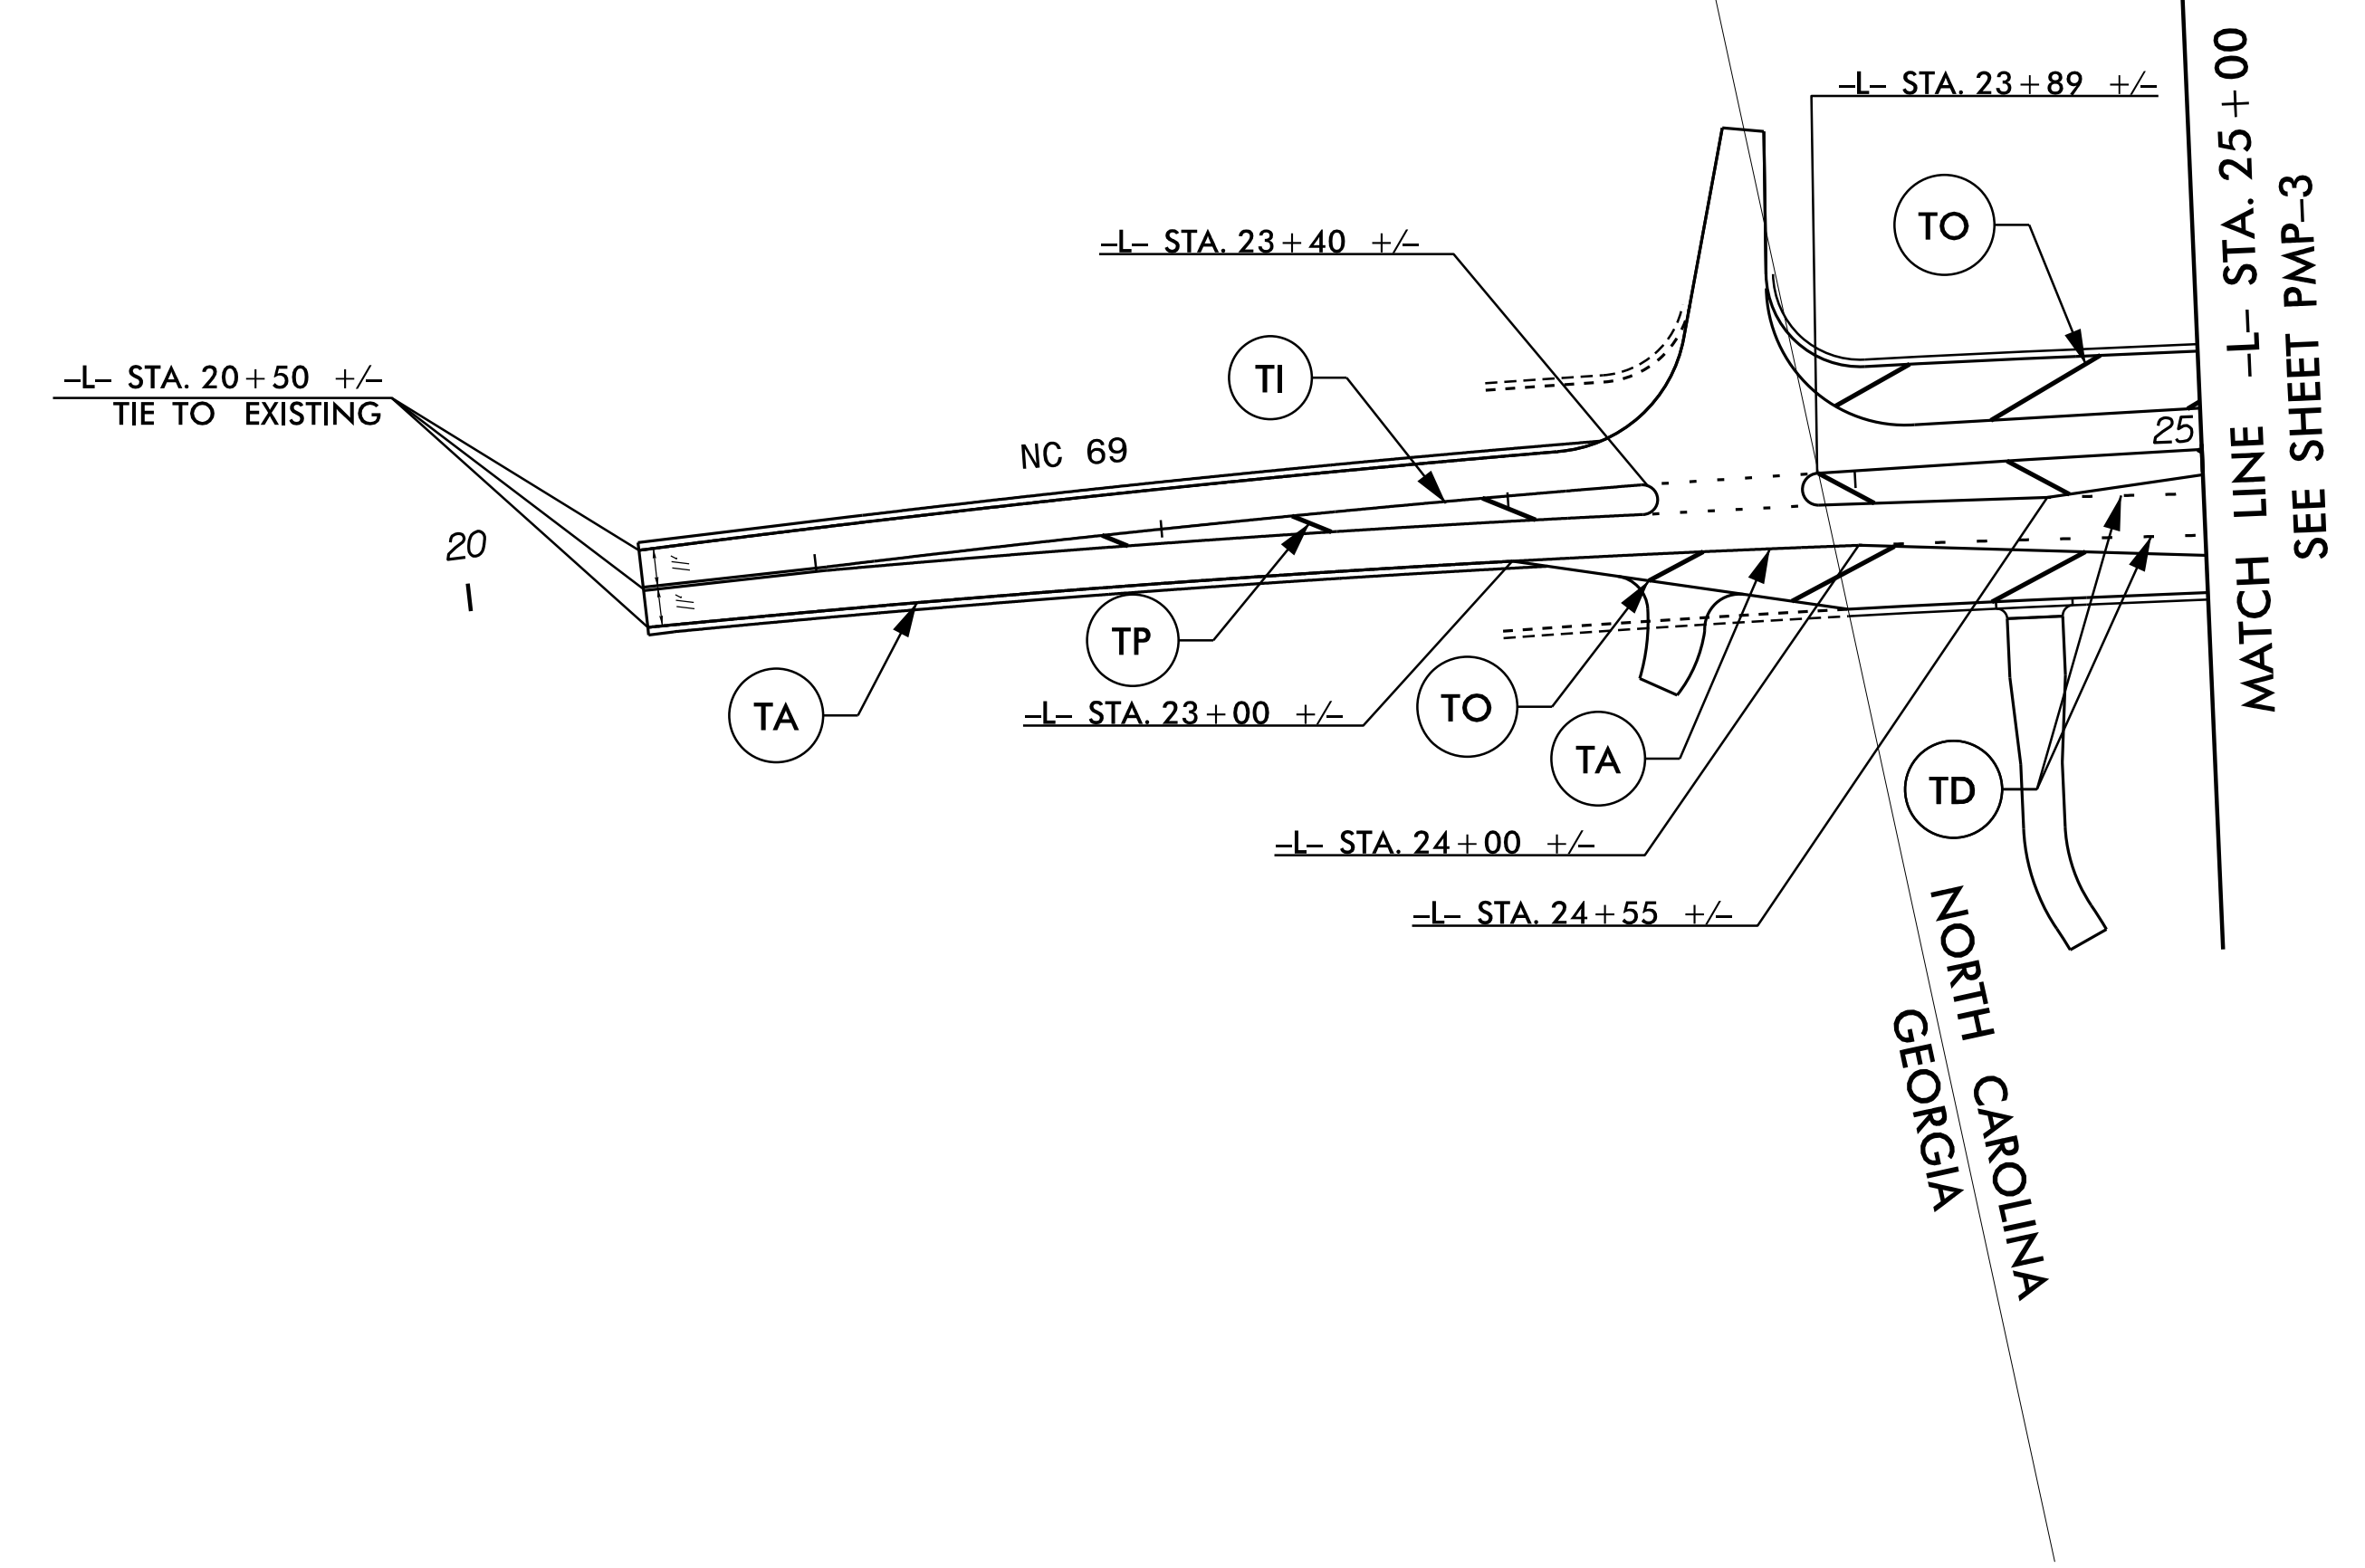 -L- STA. 23+89 +/-
TO
-L- STA. 23+40 +/-
TI
-L- STA. 20+50 +/-
TIE TO EXISTING
NC 69
25
20
11'
11'
TP
TA
-L- STA. 23+00 +/-
TO
TA
TD
-L- STA. 24+00 +/-
-L- STA. 24+55 +/-
NORTH CAROLINA
GEORGIA
MATCH LINE -L- STA. 25+00
SEE SHEET PMP-3